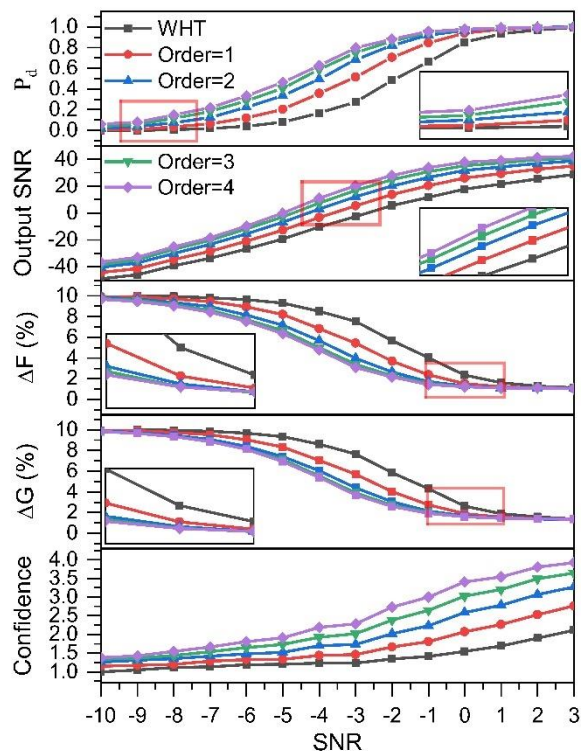 1.0
0.8
0.6
0.4
0.2
0.0
P_d
WHT
Order=1
Order=2
40
20
0
-20
-40
Output SNR
Order=3
Order=4
10
8
6
4
2
0
ΔF (%)
10
8
6
4
2
0
ΔG (%)
4.0
3.5
3.0
2.5
2.0
1.5
1.0
Confidence
-10 -9 -8 -7 -6 -5 -4 -3 -2 -1 0 1 2 3
SNR